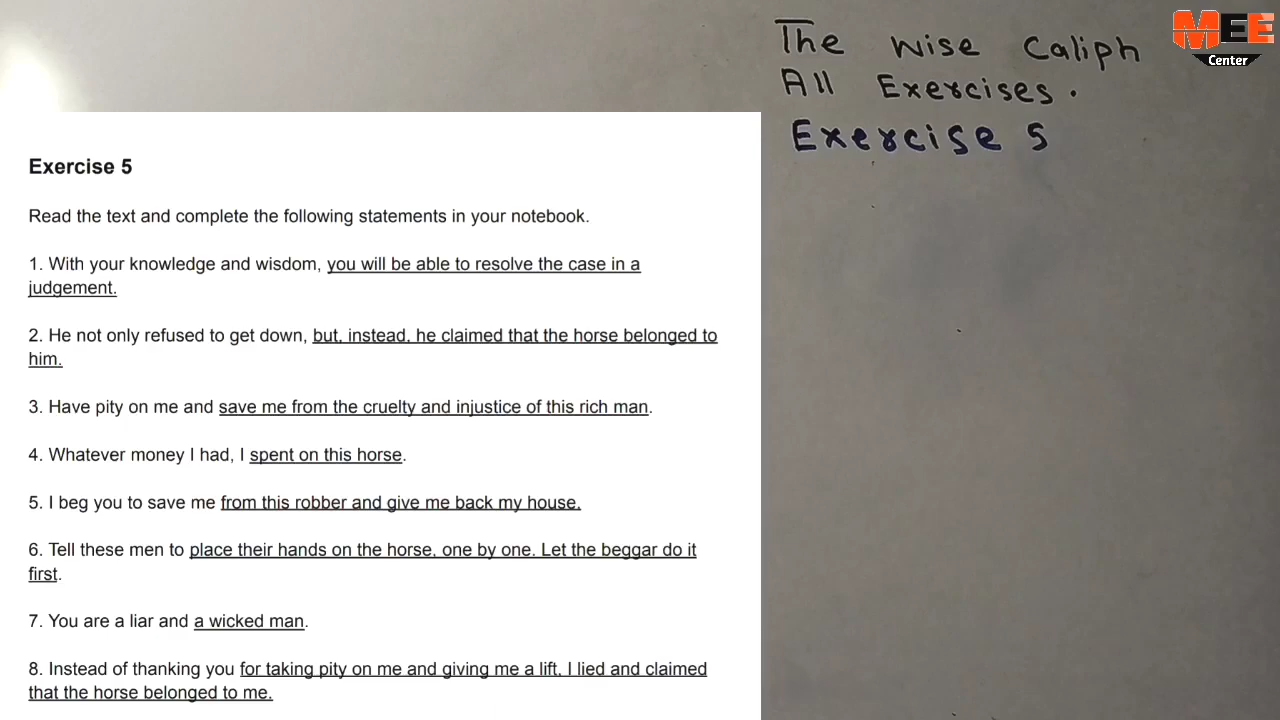 The wise Caliph
All Exercises.
Exercise 5
MEE
Center
Exercise 5
Read the text and complete the following statements in your notebook.
1. With your knowledge and wisdom, you will be able to resolve the case in a
judgement.
2. He not only refused to get down, but, instead, he claimed that the horse belonged to
him.
3. Have pity on me and save me from the cruelty and injustice of this rich man.
4. Whatever money I had, I spent on this horse.
5. I beg you to save me from this robber and give me back my house.
6. Tell these men to place their hands on the horse, one by one. Let the beggar do it
first.
7. You are a liar and a wicked man.
8. Instead of thanking you for taking pity on me and giving me a lift, I lied and claimed
that the horse belonged to me.